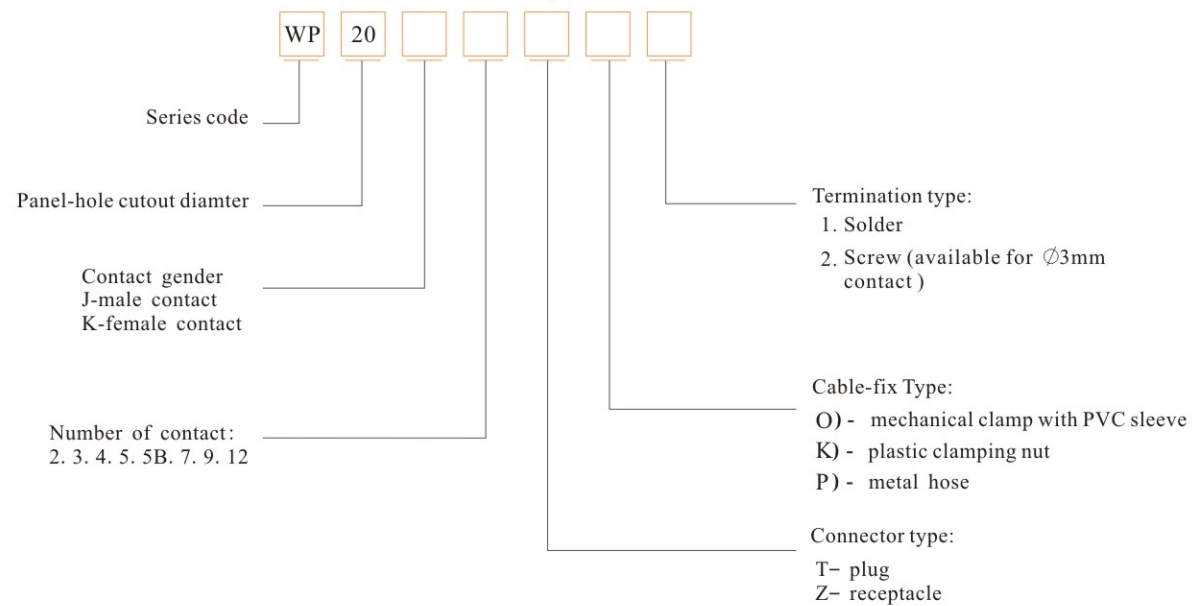 WP 20
Series code
Panel-hole cutout diamter
Contact gender
J-male contact
K-female contact
Number of contact:
2. 3. 4. 5. 5B. 7. 9. 12
Termination type:
1. Solder
2. Screw (available for Ø3mm
contact )
Cable-fix Type:
O) - mechanical clamp with PVC sleeve
K) - plastic clamping nut
P) - metal hose
Connector type:
T- plug
Z- receptacle